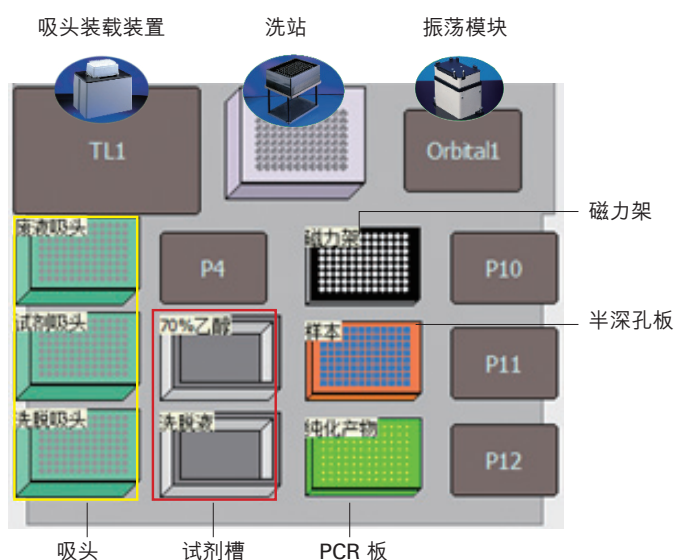 吸头装载装置
洗站
振荡模块
TL1
Orbital1
废液吸头
P4
磁力架
P10
磁力架
试剂吸头
70%乙醇
样本
P11
半深孔板
洗脱吸头
洗脱液
纯化产物
P12
吸头
试剂槽
PCR 板